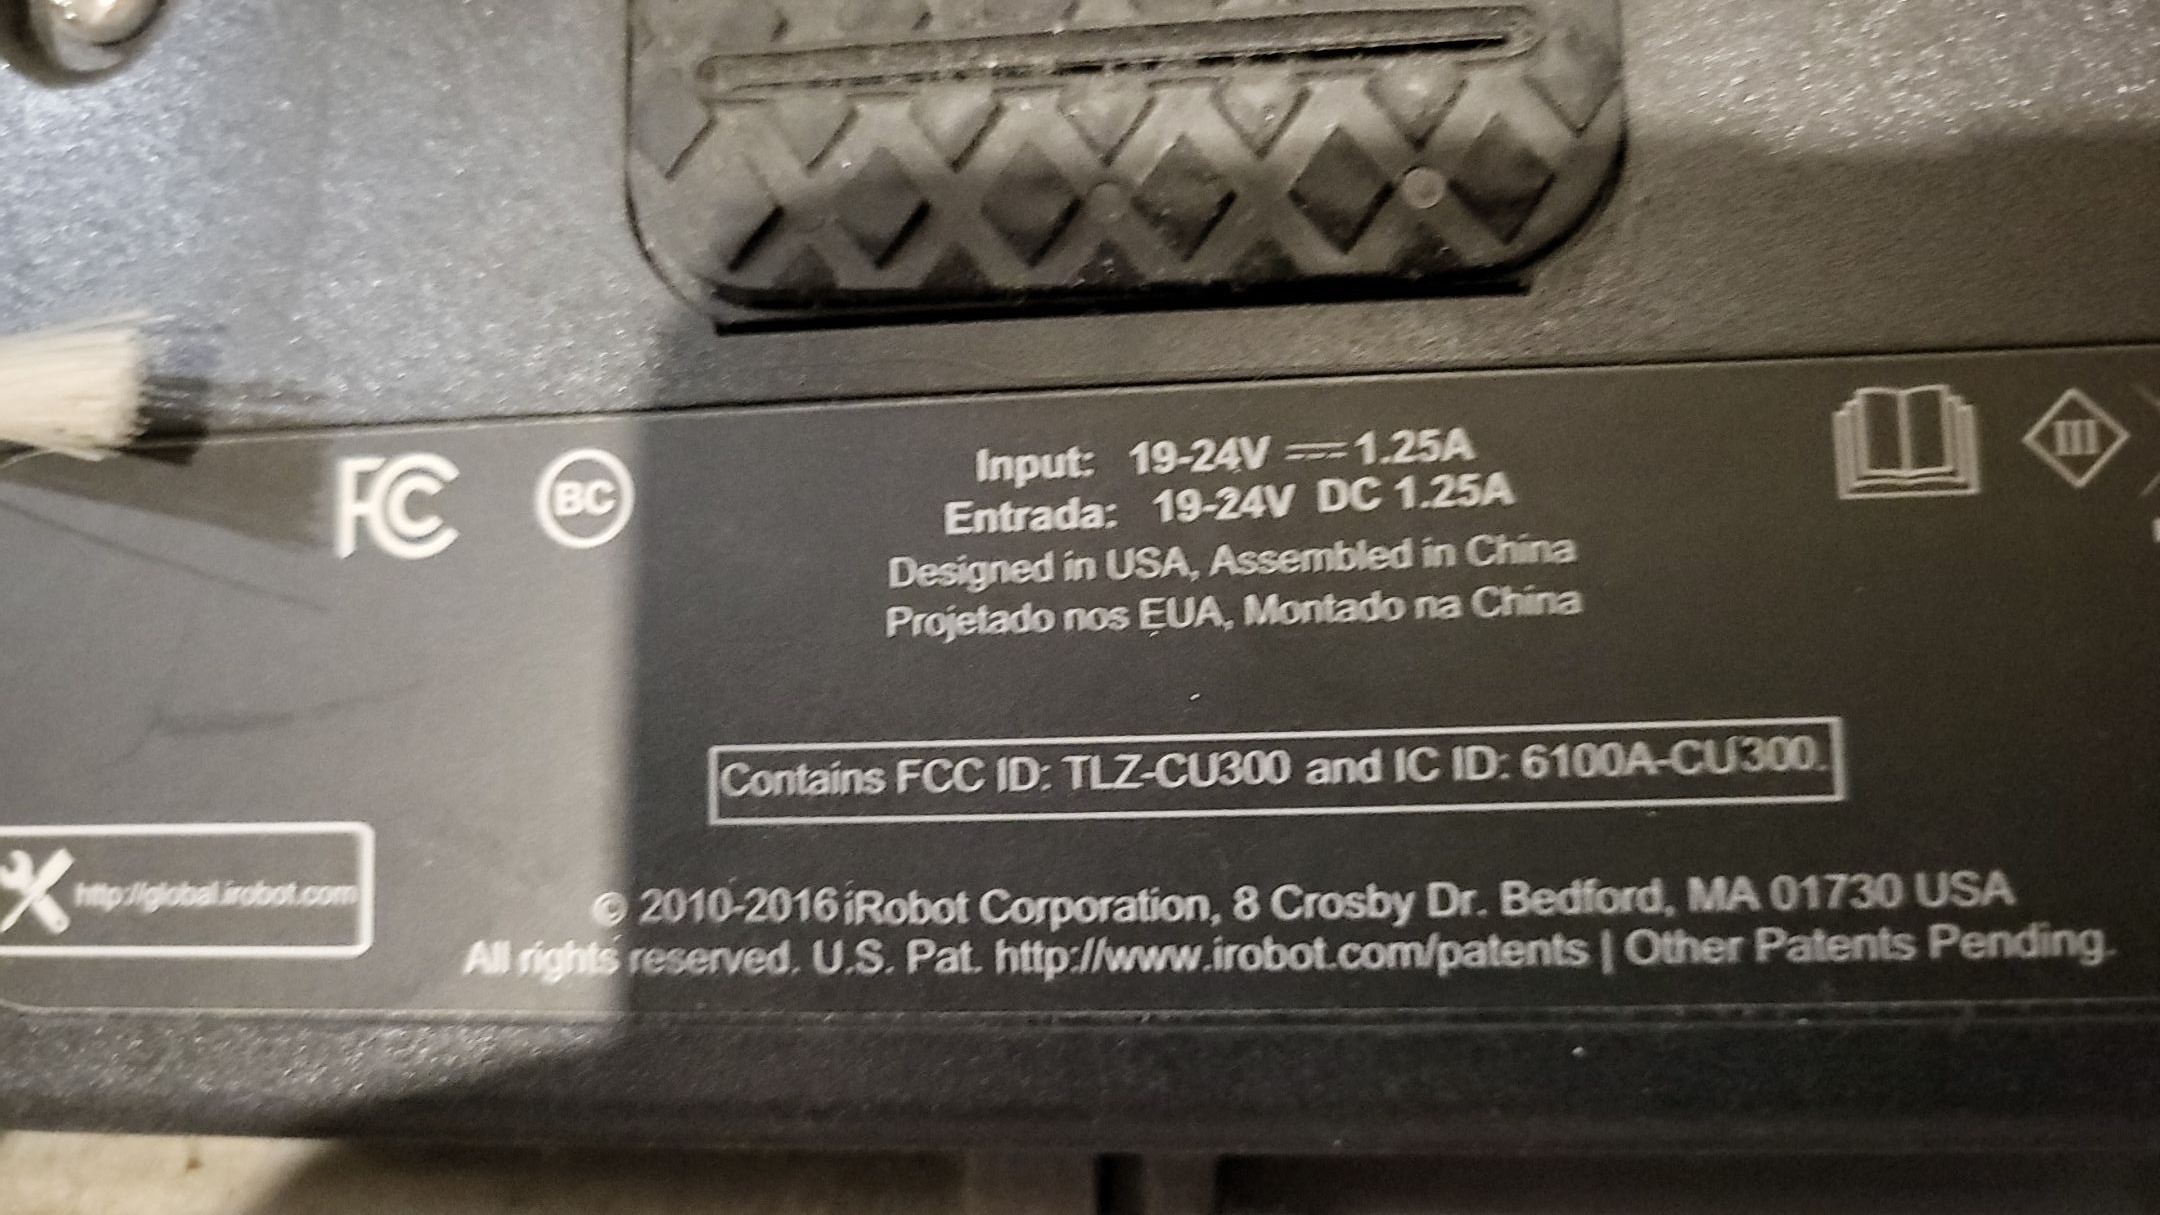 FC
BC
Input: 19-24V ⎓ 1.25A
Entrada: 19-24V DC 1.25A
Designed in USA, Assembled in China
Projetado nos EUA, Montado na China
III
Contains FCC ID: TLZ-CU300 and IC ID: 6100A-CU300.
http://global.irobot.com
© 2010-2016 iRobot Corporation, 8 Crosby Dr. Bedford, MA 01730 USA
All rights reserved. U.S. Pat. http://www.irobot.com/patents | Other Patents Pending.